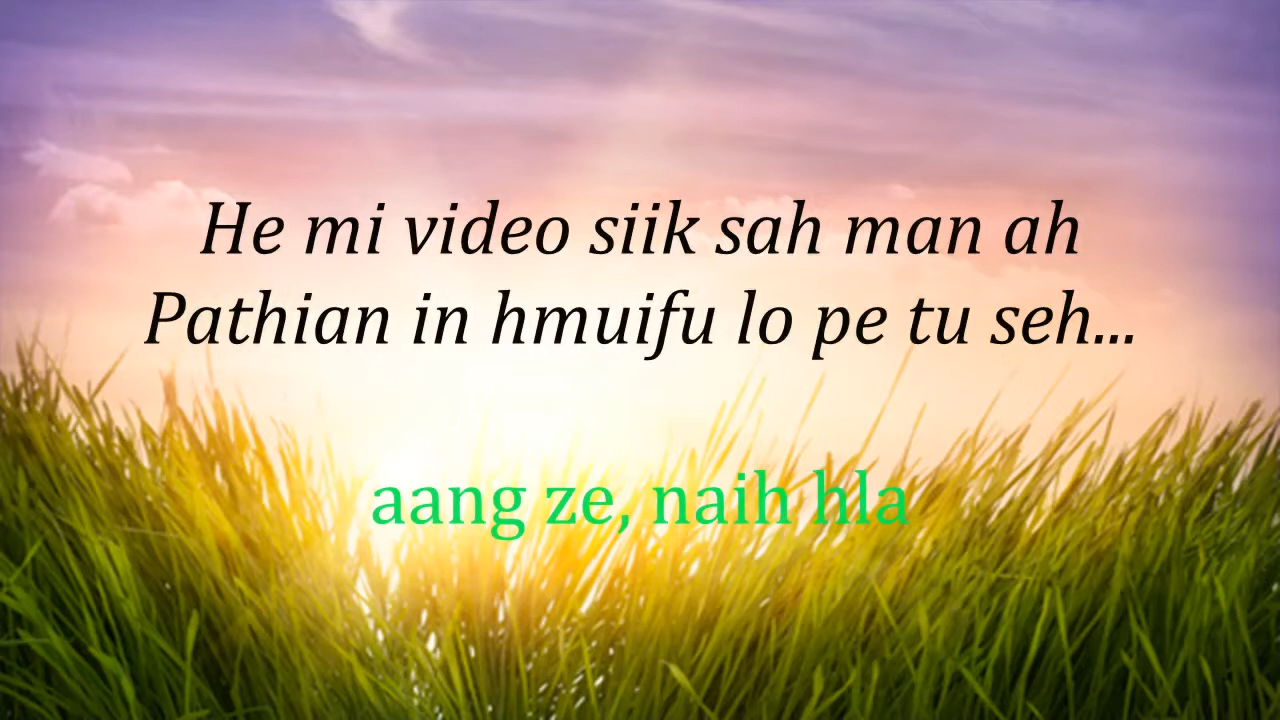 He mi video siik sah man ah
Pathian in hmuifu lo pe tu seh...
aang ze, naih hla